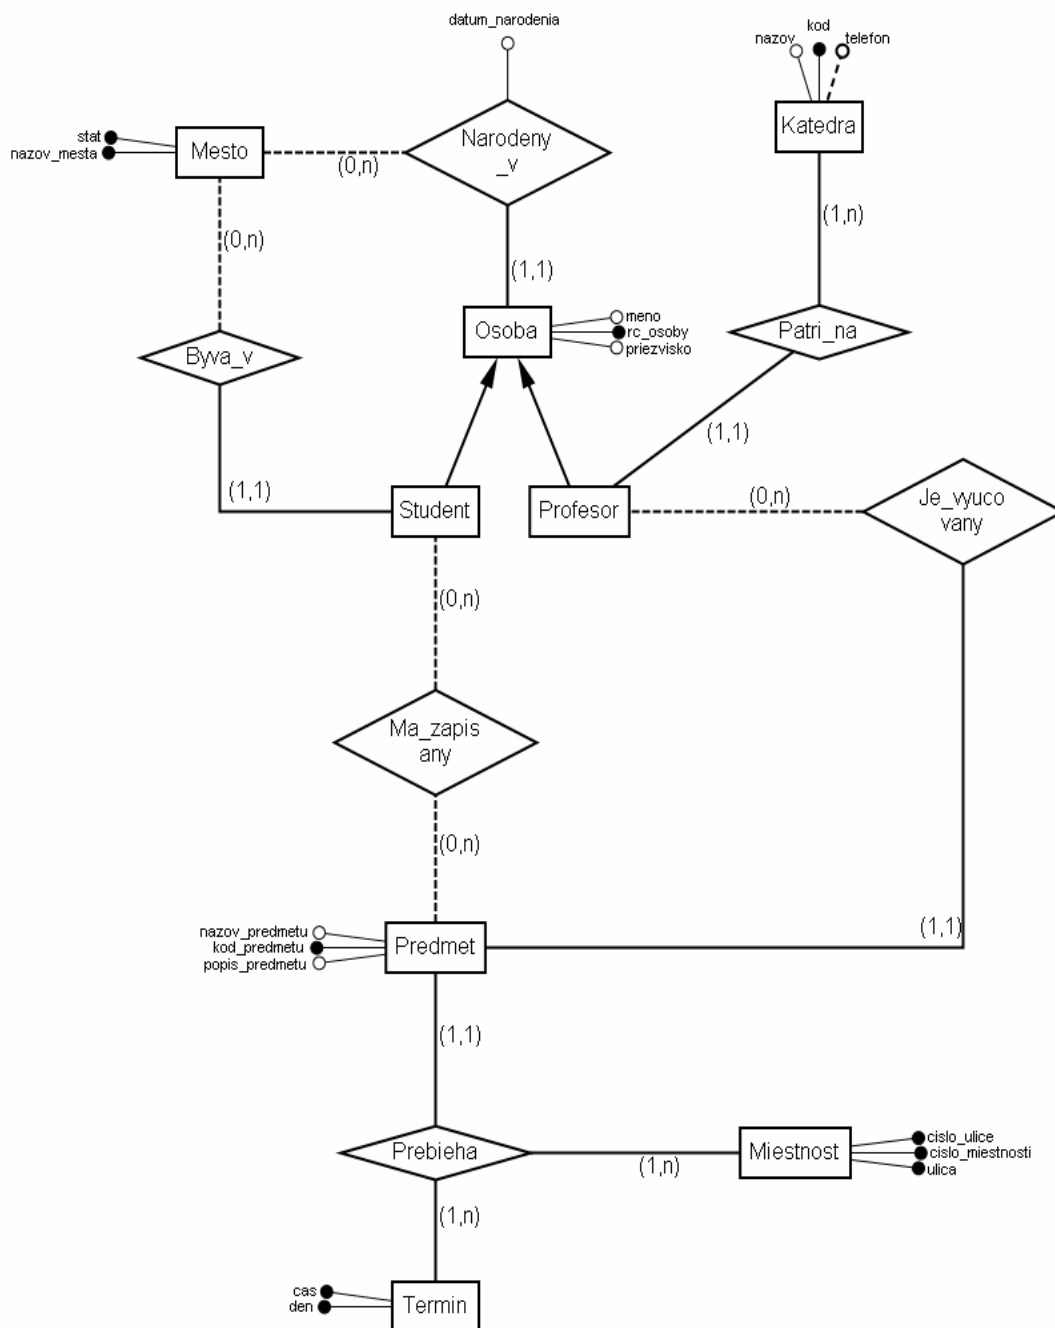 datum_narodenia
kod
nazov
telefon
Katedra
stat
nazov_mesta
Mesto
(0,n)
Narodeny
_v
(1,n)
(0,n)
(1,1)
Osoba
meno
rc_osoby
priezvisko
Patri_na
Byva_v
(1,1)
(1,1)
Student
Profesor
(0,n)
Je_vyuco
vany
(0,n)
Ma_zapis
any
(0,n)
nazov_predmetu
kod_predmetu
popis_predmetu
Predmet
(1,1)
(1,1)
Prebieha
(1,n)
Miestnost
cislo_ulice
cislo_miestnosti
ulica
(1,n)
cas
den
Termin